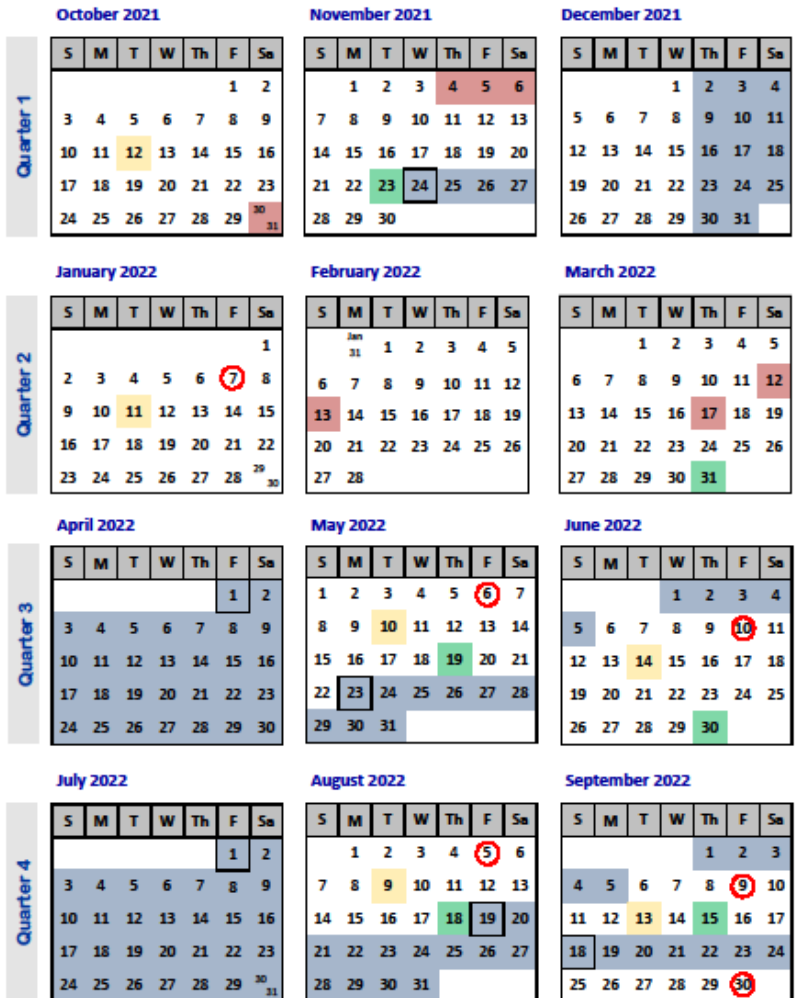 October 2021 November 2021 December 2021
Quarter 1
S M T W Th F Sa S M T W Th F Sa S M T W Th F Sa
1 2 1 2 3 4 5 6 1 2 3 4
3 4 5 6 7 8 9 7 8 9 10 11 12 13 5 6 7 8 9 10 11
10 11 12 13 14 15 16 14 15 16 17 18 19 20 12 13 14 15 16 17 18
17 18 19 20 21 22 23 21 22 23 24 25 26 27 19 20 21 22 23 24 25
24 25 26 27 28 29 30 31 28 29 30 26 27 28 29 30 31
January 2022 February 2022 March 2022
Quarter 2
S M T W Th F Sa S M T W Th F Sa S M T W Th F Sa
1 Jan 31 1 2 3 4 5 1 2 3 4 5
2 3 4 5 6 7 8 6 7 8 9 10 11 12 6 7 8 9 10 11 12
9 10 11 12 13 14 15 13 14 15 16 17 18 19 13 14 15 16 17 18 19
16 17 18 19 20 21 22 20 21 22 23 24 25 26 20 21 22 23 24 25 26
23 24 25 26 27 28 29 30 27 28 27 28 29 30 31
April 2022 May 2022 June 2022
Quarter 3
S M T W Th F Sa S M T W Th F Sa S M T W Th F Sa
1 2 1 2 3 4 5 6 7 1 2 3 4
3 4 5 6 7 8 9 8 9 10 11 12 13 14 5 6 7 8 9 10 11
10 11 12 13 14 15 16 15 16 17 18 19 20 21 12 13 14 15 16 17 18
17 18 19 20 21 22 23 22 23 24 25 26 27 28 19 20 21 22 23 24 25
24 25 26 27 28 29 30 29 30 31 26 27 28 29 30
July 2022 August 2022 September 2022
Quarter 4
S M T W Th F Sa S M T W Th F Sa S M T W Th F Sa
1 2 1 2 3 4 5 6 1 2 3
3 4 5 6 7 8 9 7 8 9 10 11 12 13 4 5 6 7 8 9 10
10 11 12 13 14 15 16 14 15 16 17 18 19 20 11 12 13 14 15 16 17
17 18 19 20 21 22 23 21 22 23 24 25 26 27 18 19 20 21 22 23 24
24 25 26 27 28 29 30 31 28 29 30 31 25 26 27 28 29 30